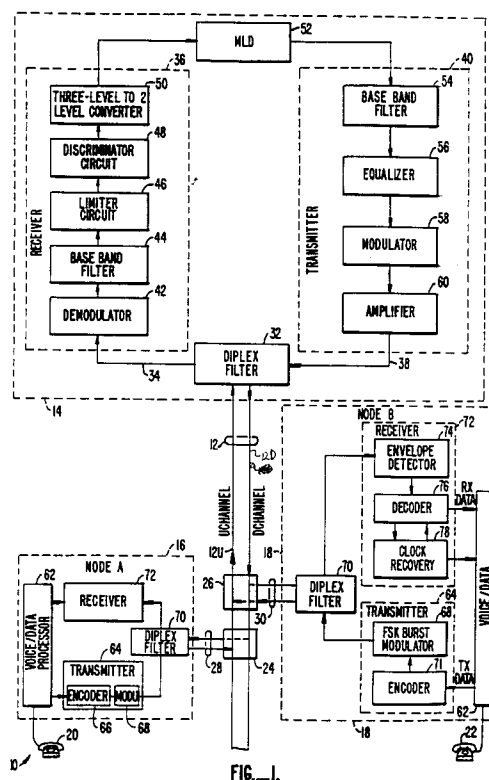 MLD
52
36
40
50
THREE-LEVEL TO 2
LEVEL CONVERTER
48
DISCRIMINATOR
CIRCUIT
46
LIMITER
CIRCUIT
44
BASE BAND
FILTER
42
DEMODULATOR
RECEIVER
54
BASE BAND
FILTER
56
EQUALIZER
58
MODULATOR
60
AMPLIFIER
TRANSMITTER
32
DIPLEX
FILTER
34
38
14
12
12D
UCHANNEL
DCHANNEL
12U
NODE B
72
RECEIVER
74
ENVELOPE
DETECTOR
76
RX
DATA
DECODER
78
CLOCK
RECOVERY
18
70
DIPLEX
FILTER
64
TRANSMITTER
68
FSK BURST
MODULATOR
71
TX
DATA
ENCODER
VOICE/DATA
62
18
22
26
30
24
28
16
NODE A
62
72
RECEIVER
70
DIPLEX
FILTER
64
TRANSMITTER
ENCODER
MODU
66
68
VOICE/DATA
PROCESSOR
20
10
FIG._1.